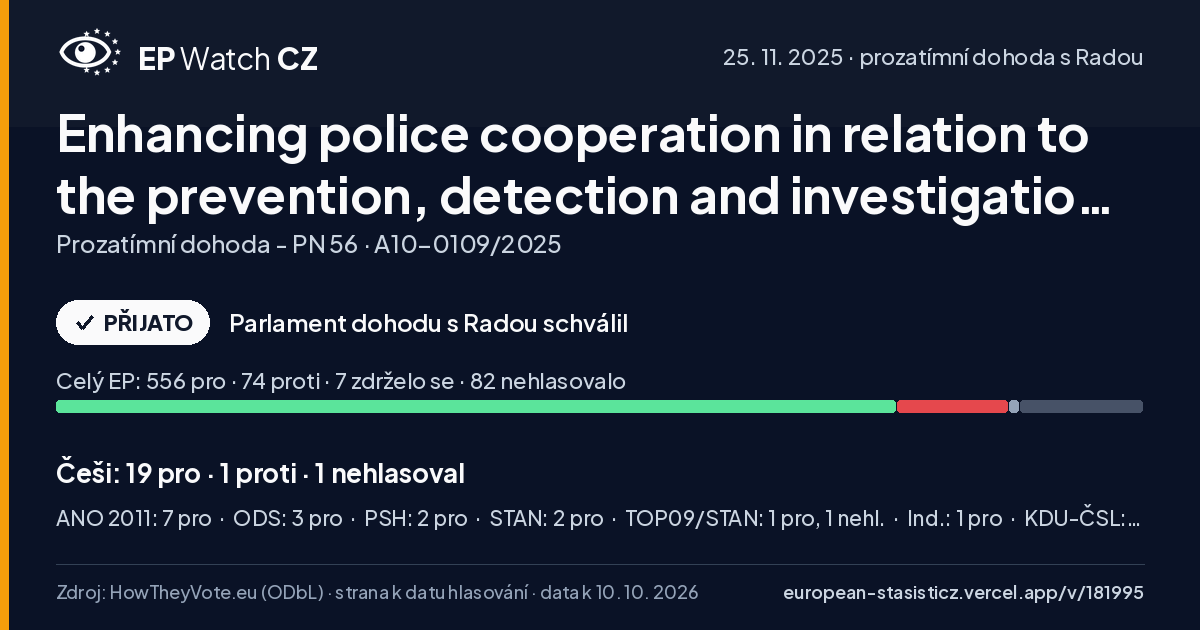 EP Watch CZ
25. 11. 2025 · prozatímní dohoda s Radou
Enhancing police cooperation in relation to
the prevention, detection and investigatio…
Prozatímní dohoda - PN 56 · A10-0109/2025
✓ PŘIJATO
Parlament dohodu s Radou schválil
Celý EP: 556 pro · 74 proti · 7 zdrželo se · 82 nehlasovalo
Češi: 19 pro · 1 proti · 1 nehlasoval
ANO 2011: 7 pro · ODS: 3 pro · PSH: 2 pro · STAN: 2 pro · TOP09/STAN: 1 pro, 1 nehl. · Ind.: 1 pro · KDU-ČSL:…
Zdroj: HowTheyVote.eu (ODbL) · strana k datu hlasování · data k 10. 10. 2026
european-stasisticz.vercel.app/v/181995